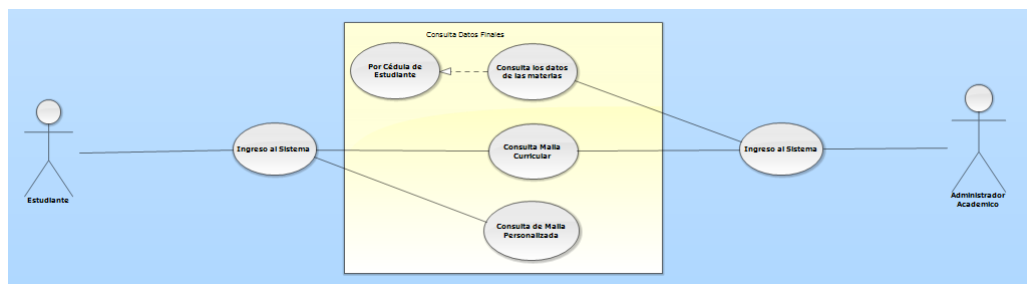 Consulta Datos Finales
Por Cédula de
Estudiante
Consulta los datos
de las materias
Ingreso al Sistema
Consulta Malla
Curricular
Ingreso al Sistema
Estudiante
Administrador
Academico
Consulta de Malla
Personalizada